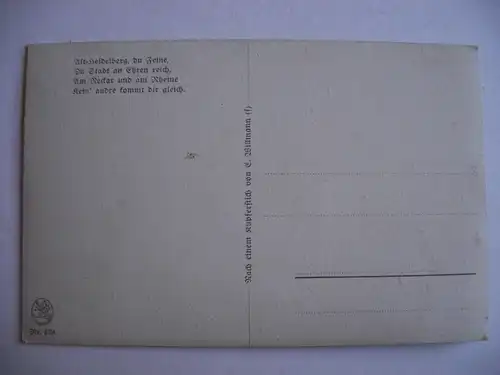 Alt-Heidelberg, du Feine,
Du Stadt an Ehren reich,
Am Neckar und am Rheine
Kein' andre kommt dir gleich.
Nach einem Kupferstich von C. Willmann (f)
Nr.